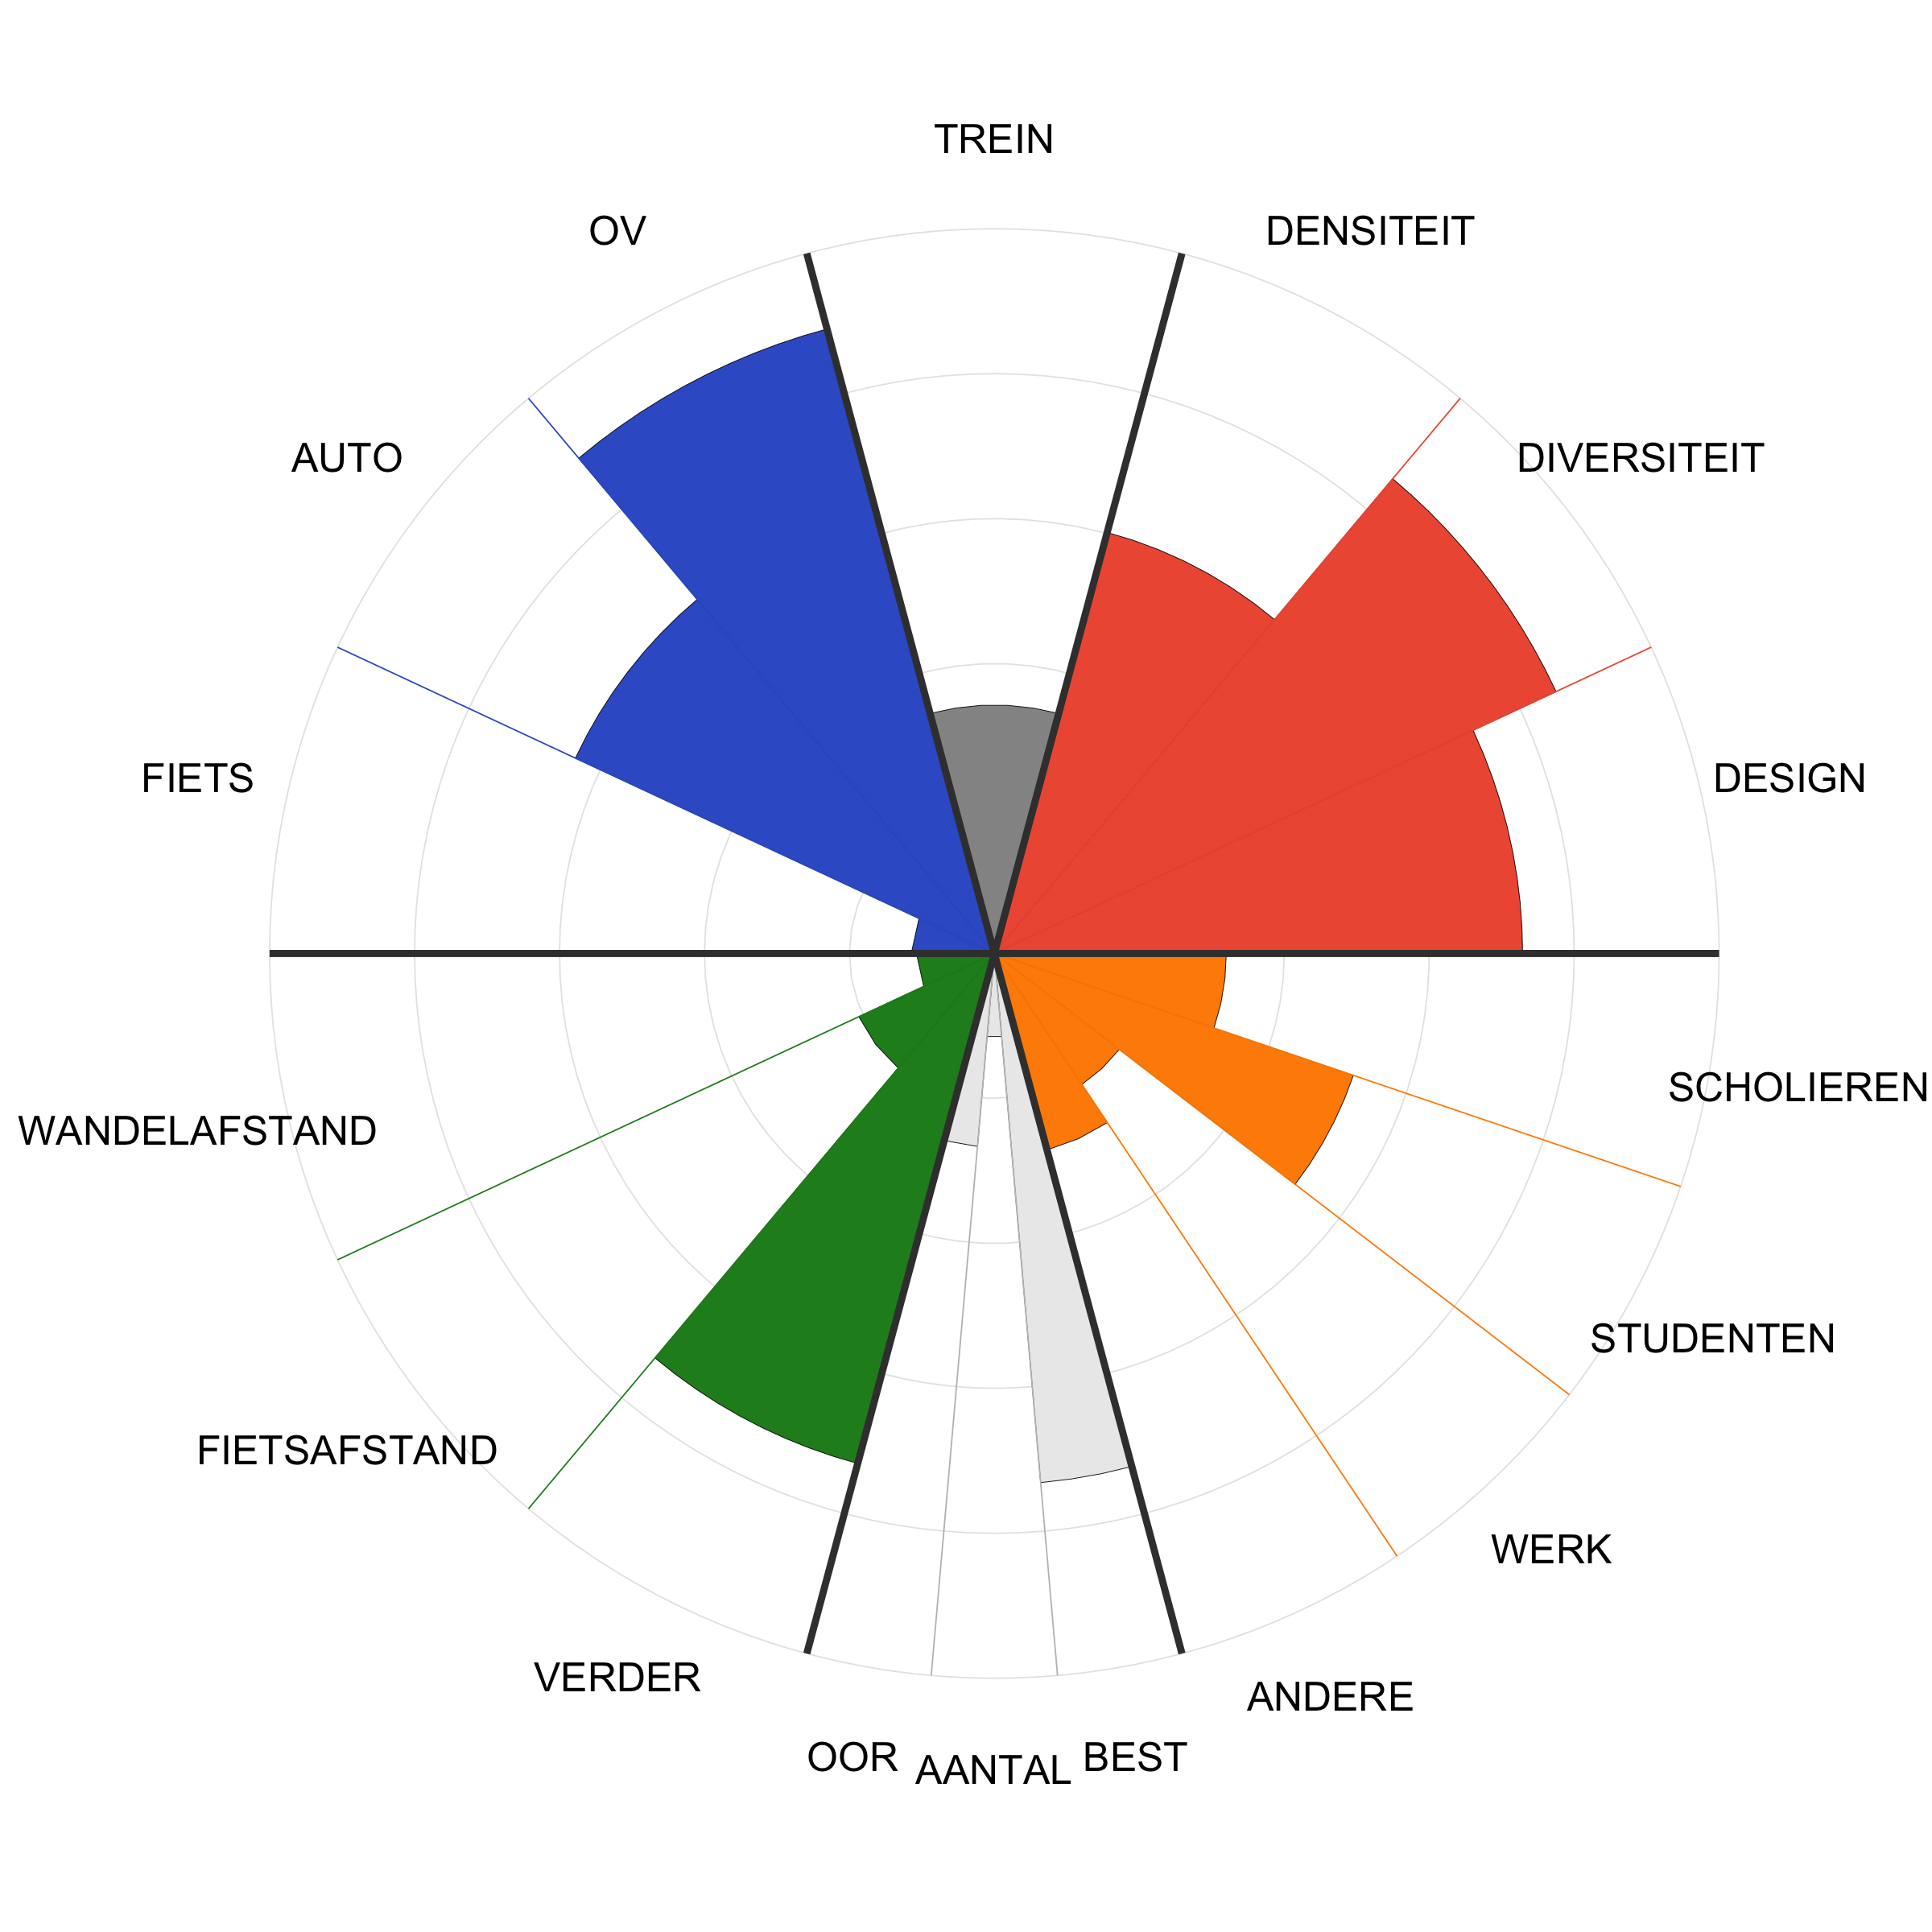 TREIN
OV
DENSITEIT
AUTO
DIVERSITEIT
FIETS
DESIGN
SCHOLIEREN
WANDELAFSTAND
STUDENTEN
FIETSAFSTAND
WERK
VERDER
ANDERE
OOR
AANTAL
BEST